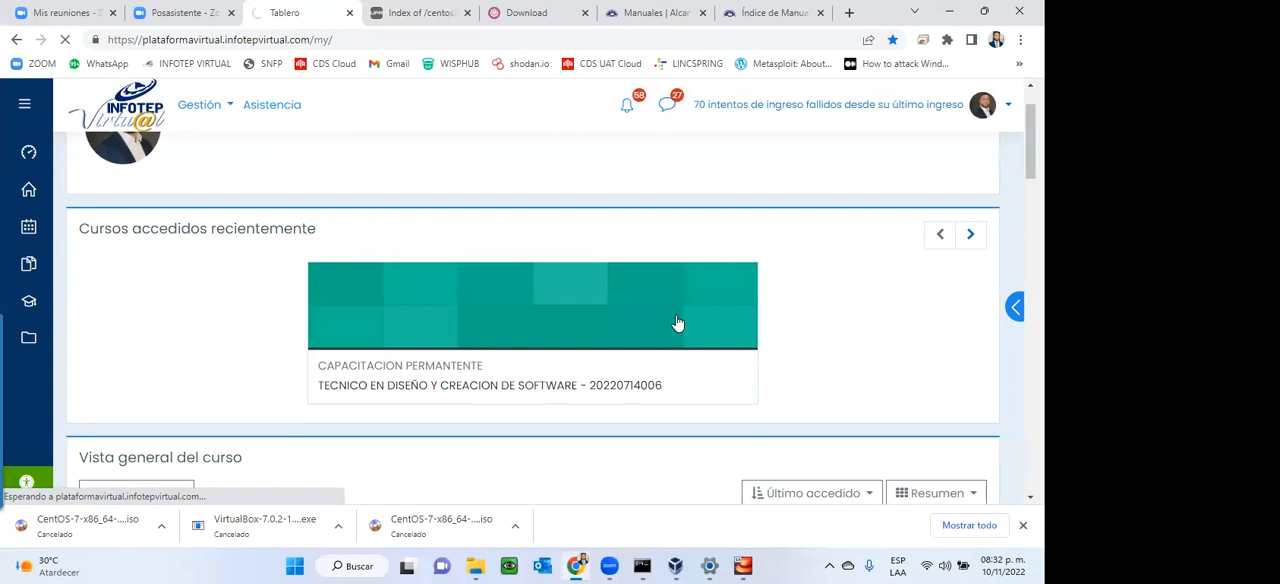 Mis reuniones - Z
Posasistente - Zo
Tablero
Index of /centos
Download
Manuales | Alcan
Índice de Manua
https://plataformavirtual.infotepvirtual.com/my/
ZOOM
WhatsApp
INFOTEP VIRTUAL
SNFP
CDS Cloud
Gmail
WISPHUB
shodan.io
CDS UAT Cloud
LINCSPRING
Metasploit: About...
How to attack Wind...
»
INFOTEP
Virtu@l
Gestión
Asistencia
58
27
70 intentos de ingreso fallidos desde su último ingreso
Cursos accedidos recientemente
CAPACITACION PERMANTENTE
TECNICO EN DISEÑO Y CREACION DE SOFTWARE - 20220714006
Vista general del curso
Último accedido
Resumen
Esperando a plataformavirtual.infotepvirtual.com...
CentOS-7-x86_64-....iso
Cancelado
VirtualBox-7.0.2-1....exe
Cancelado
CentOS-7-x86_64-....iso
Cancelado
Mostrar todo
30°C
Atardecer
Buscar
zoom
ESP
LAA
08:32 p. m.
10/11/2022